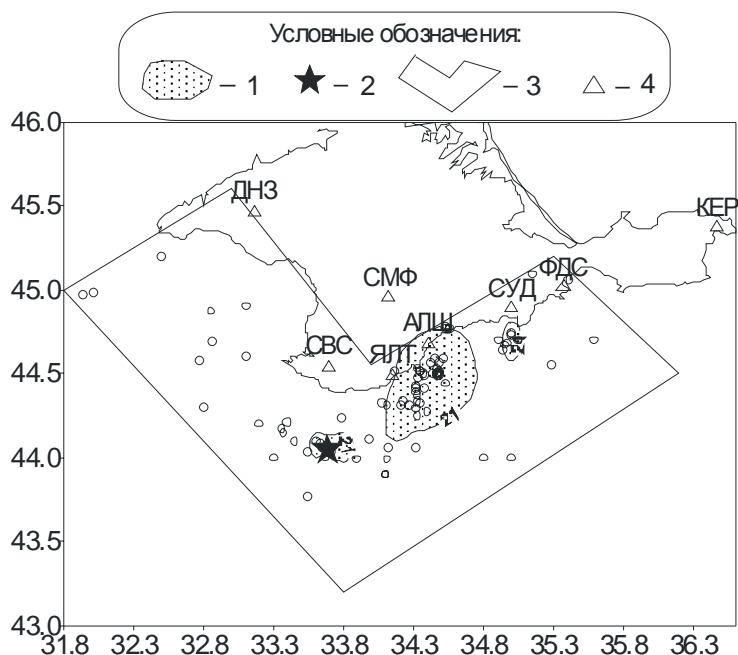 Условные обозначения:
– 1 – 2 – 3 – 4
46.0
45.5
45.0
44.5
44.0
43.5
43.0
ДНЗ
КЕР
ФДС
СМФ
СУД
АЛШ
СВС
ЯЛТ
31.8 32.3 32.8 33.3 33.8 34.3 34.8 35.3 35.8 36.3